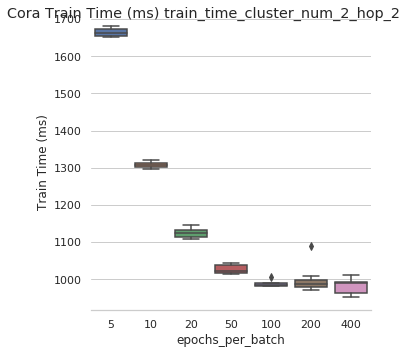 Cora Train Time (ms) train_time_cluster_num_2_hop_2
1700
1600
1500
1400
1300
1200
1100
1000
Train Time (ms)
5 10 20 50 100 200 400
epochs_per_batch